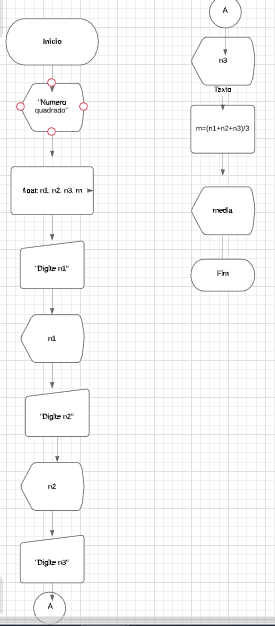 Inicio
"Numero
quadrado"
float: n1, n2, n3, m
"Digite n1"
n1
"Digite n2"
n2
"Digite n3"
A
A
n3
Texto
m=(n1+n2+n3)/3
media
Fim